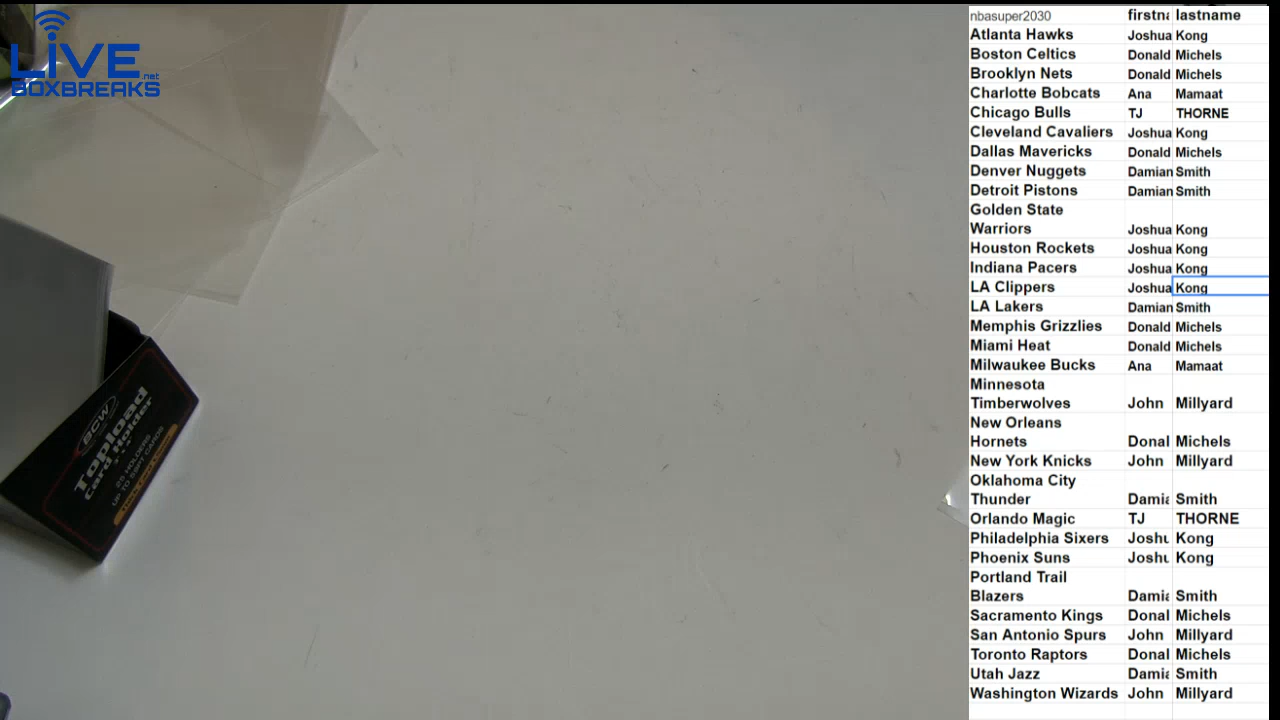 LIVE.net
BOXBREAKS
BCW
Topload
Card Holder
25 HOLDERS
nbasuper2030 firstna lastname
Atlanta Hawks Joshua Kong
Boston Celtics Donald Michels
Brooklyn Nets Donald Michels
Charlotte Bobcats Ana Mamaat
Chicago Bulls TJ THORNE
Cleveland Cavaliers Joshua Kong
Dallas Mavericks Donald Michels
Denver Nuggets Damian Smith
Detroit Pistons Damian Smith
Golden State
Warriors Joshua Kong
Houston Rockets Joshua Kong
Indiana Pacers Joshua Kong
LA Clippers Joshua Kong
LA Lakers Damian Smith
Memphis Grizzlies Donald Michels
Miami Heat Donald Michels
Milwaukee Bucks Ana Mamaat
Minnesota
Timberwolves John Millyard
New Orleans
Hornets Donal Michels
New York Knicks John Millyard
Oklahoma City
Thunder Damia Smith
Orlando Magic TJ THORNE
Philadelphia Sixers Joshu Kong
Phoenix Suns Joshu Kong
Portland Trail
Blazers Damia Smith
Sacramento Kings Donal Michels
San Antonio Spurs John Millyard
Toronto Raptors Donal Michels
Utah Jazz Damia Smith
Washington Wizards John Millyard